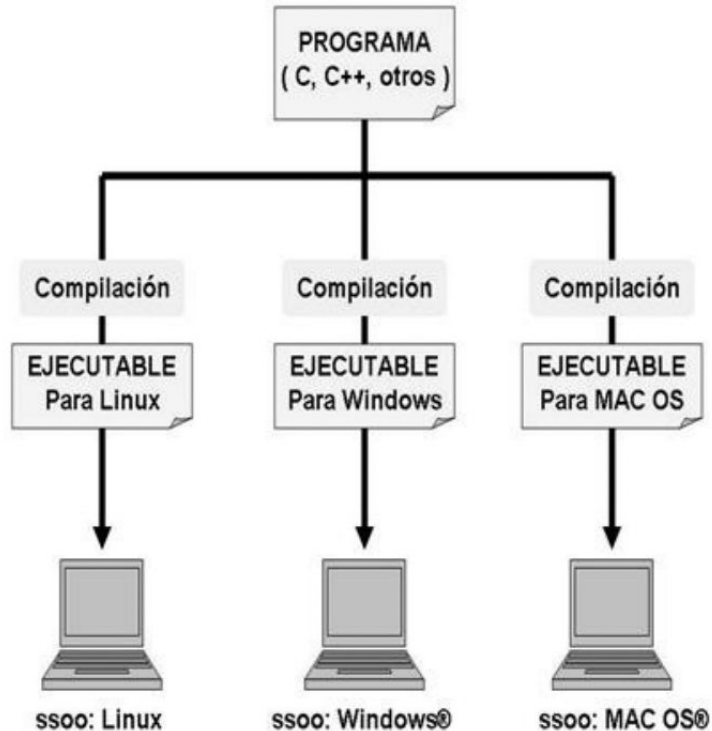 PROGRAMA
( C, C++, otros )
Compilación
Compilación
Compilación
EJECUTABLE
Para Linux
EJECUTABLE
Para Windows
EJECUTABLE
Para MAC OS
ssoo: Linux
ssoo: Windows®
ssoo: MAC OS®